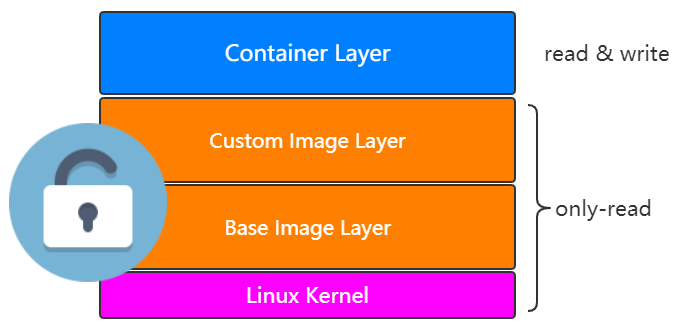 Container Layer
read & write
Custom Image Layer
only-read
Base Image Layer
Linux Kernel